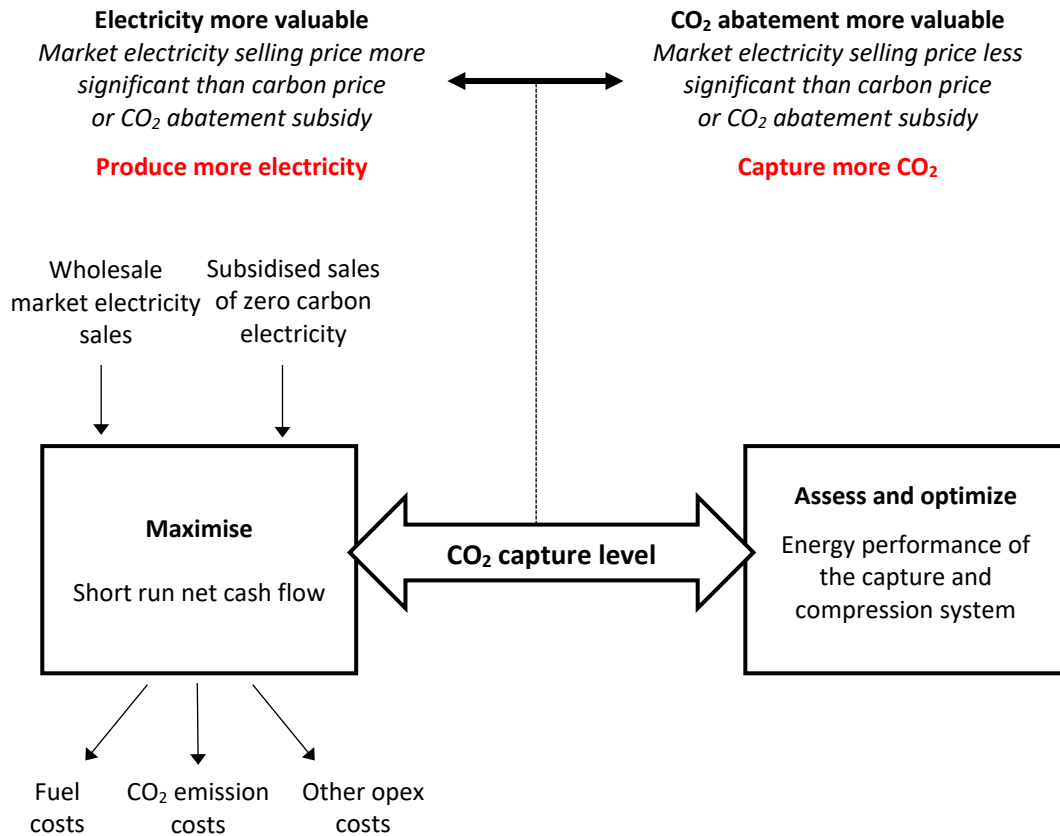 Electricity more valuable
Market electricity selling price more
significant than carbon price
or CO₂ abatement subsidy
Produce more electricity
CO₂ abatement more valuable
Market electricity selling price less
significant than carbon price
or CO₂ abatement subsidy
Capture more CO₂
Wholesale
market electricity
sales
Subsidised sales
of zero carbon
electricity
Maximise
Short run net cash flow
CO₂ capture level
Assess and optimize
Energy performance of
the capture and
compression system
Fuel
costs
CO₂ emission
costs
Other opex
costs